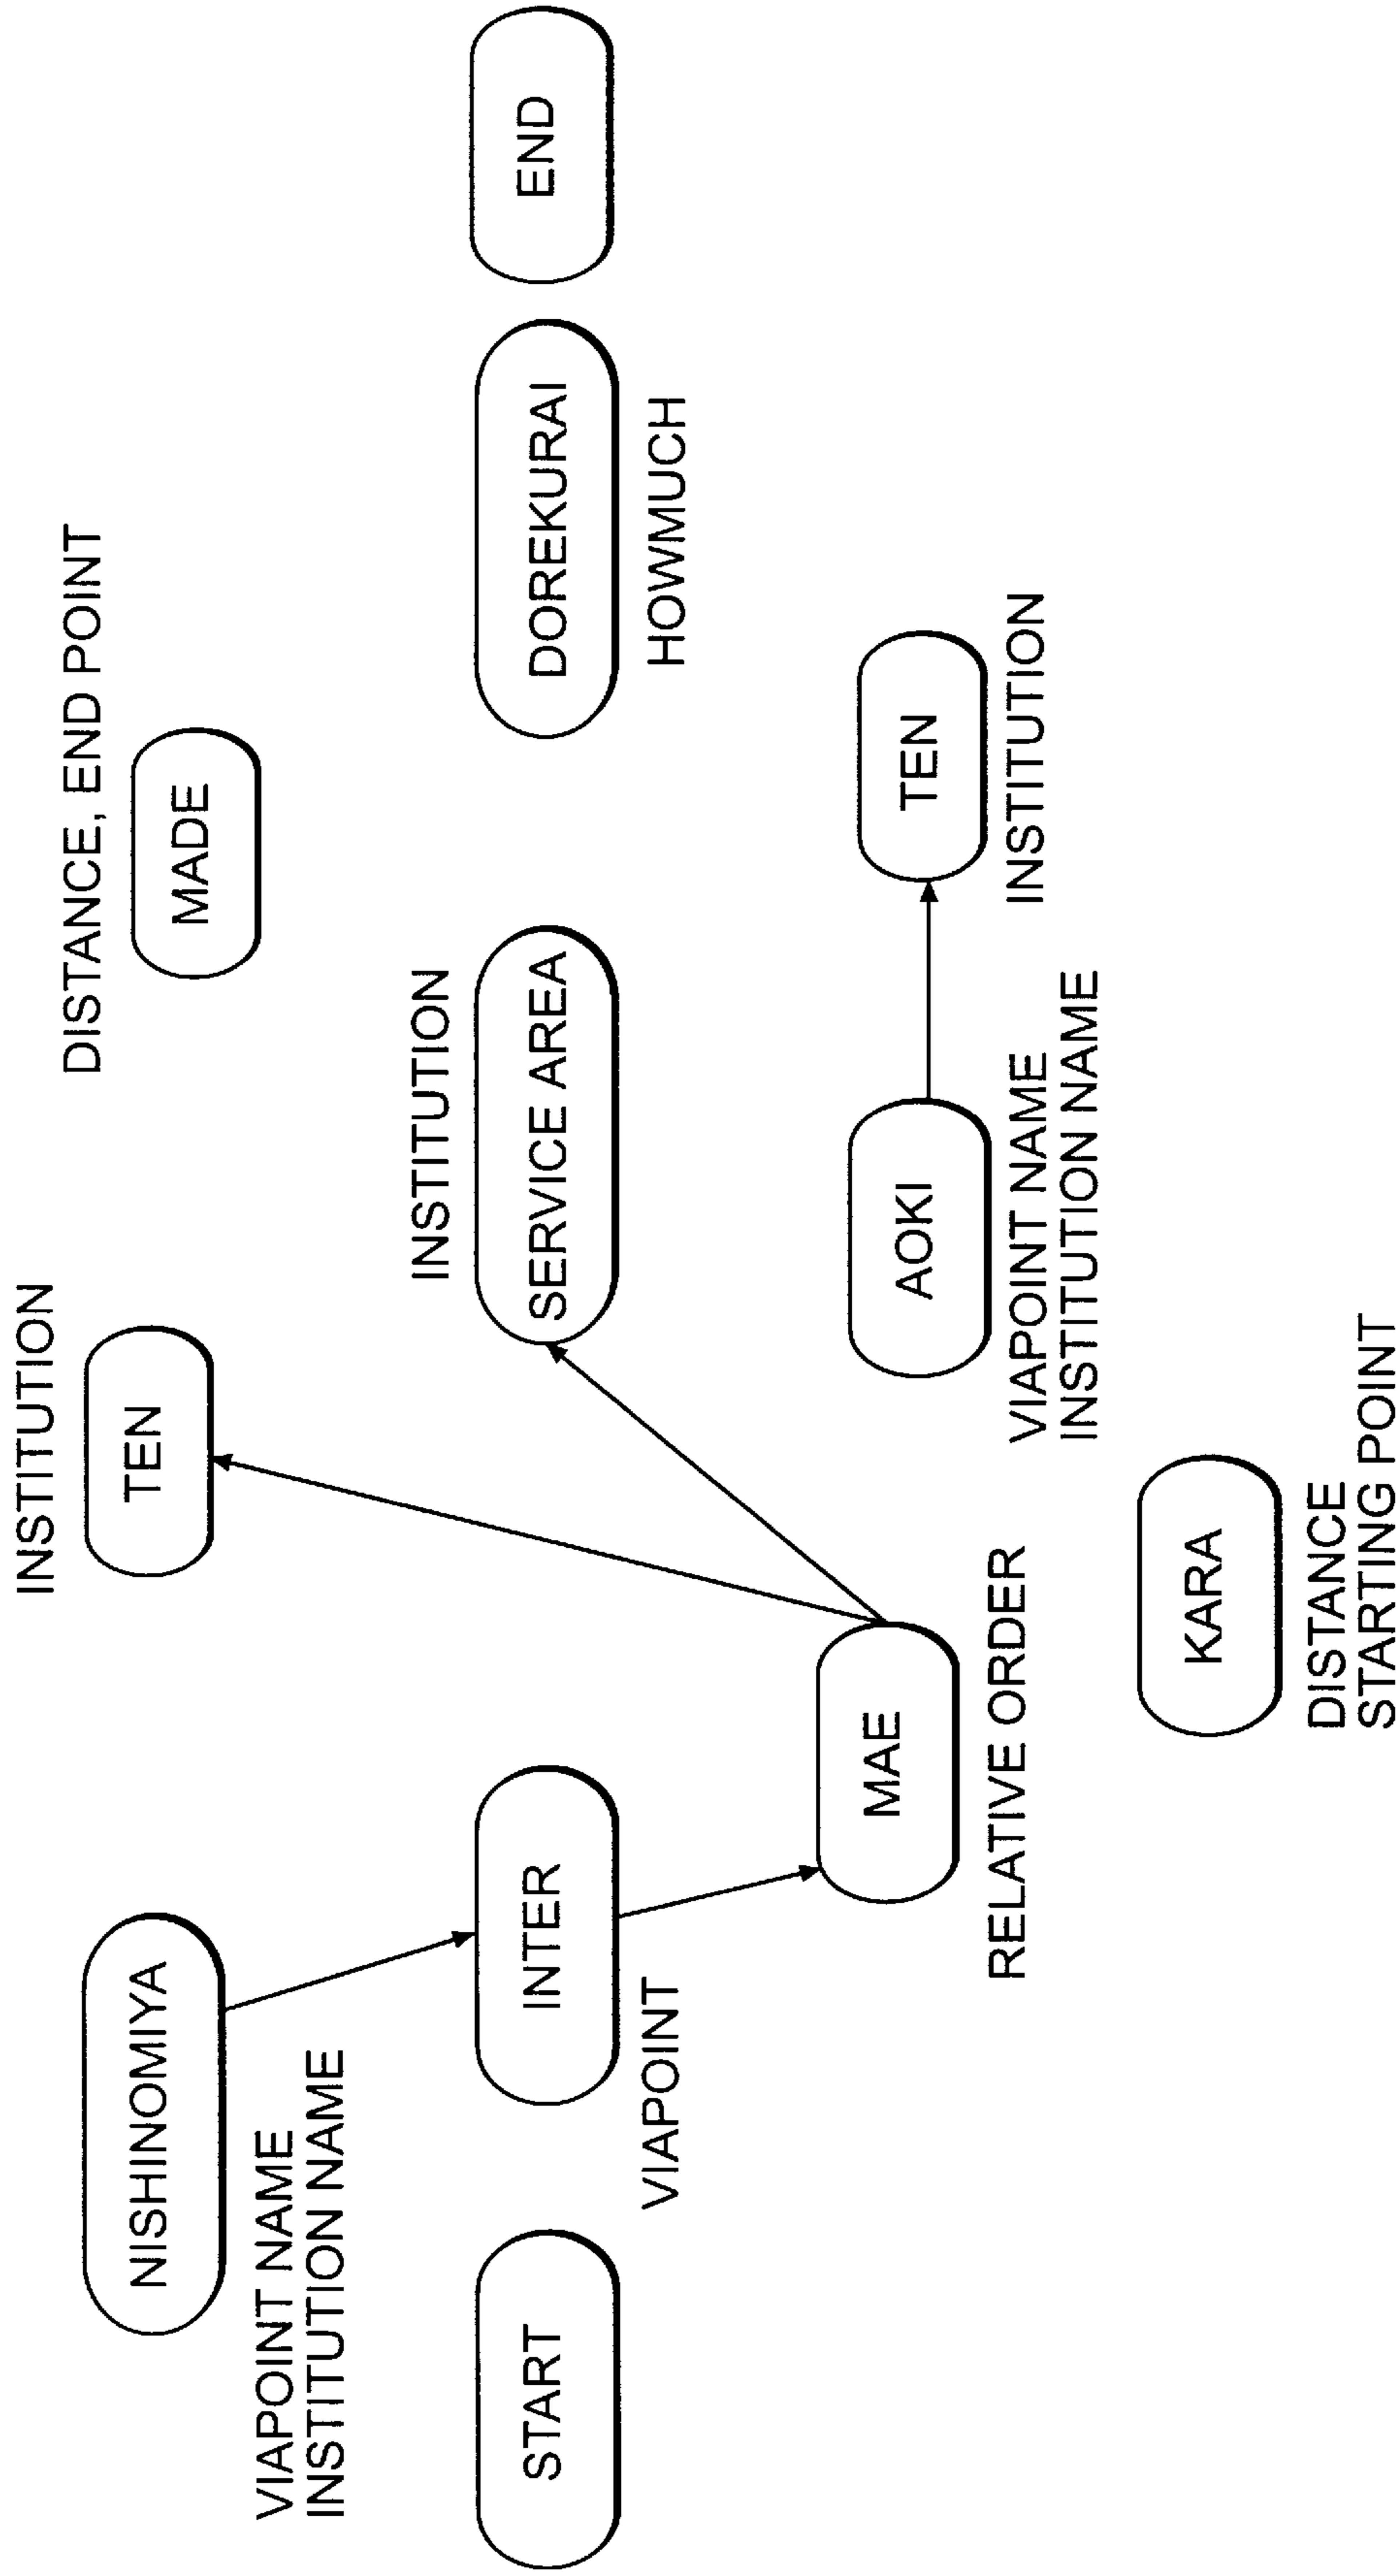 INSTITUTION
TEN
DISTANCE, END POINT
MADE
NISHINOMIYA
VIAPOINT NAME
INSTITUTION NAME
INSTITUTION
START
INTER
SERVICE AREA
DOREKURAI
END
VIAPOINT
HOWMUCH
MAE
AOKI
TEN
RELATIVE ORDER
VIAPOINT NAME
INSTITUTION NAME
INSTITUTION
KARA
DISTANCE
STARTING POINT